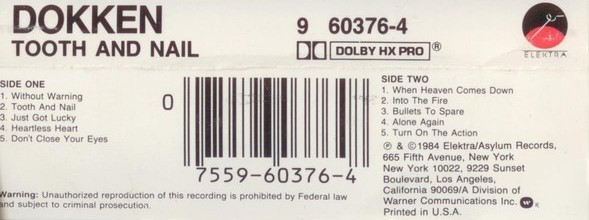 DOKKEN
TOOTH AND NAIL
9 60376-4
DOLBY HX PRO®
ELEKTRA
SIDE ONE
1. Without Warning
2. Tooth And Nail
3. Just Got Lucky
4. Heartless Heart
5. Don't Close Your Eyes
0
7559-60376-4
Warning: Unauthorized reproduction of this recording is prohibited by Federal law
and subject to criminal prosecution.
SIDE TWO
1. When Heaven Comes Down
2. Into The Fire
3. Bullets To Spare
4. Alone Again
5. Turn On The Action
℗ & ©1984 Elektra/Asylum Records,
665 Fifth Avenue, New York
New York 10022, 9229 Sunset
Boulevard, Los Angeles,
California 90069/A Division of
Warner Communications Inc. ®
Printed in U.S.A.